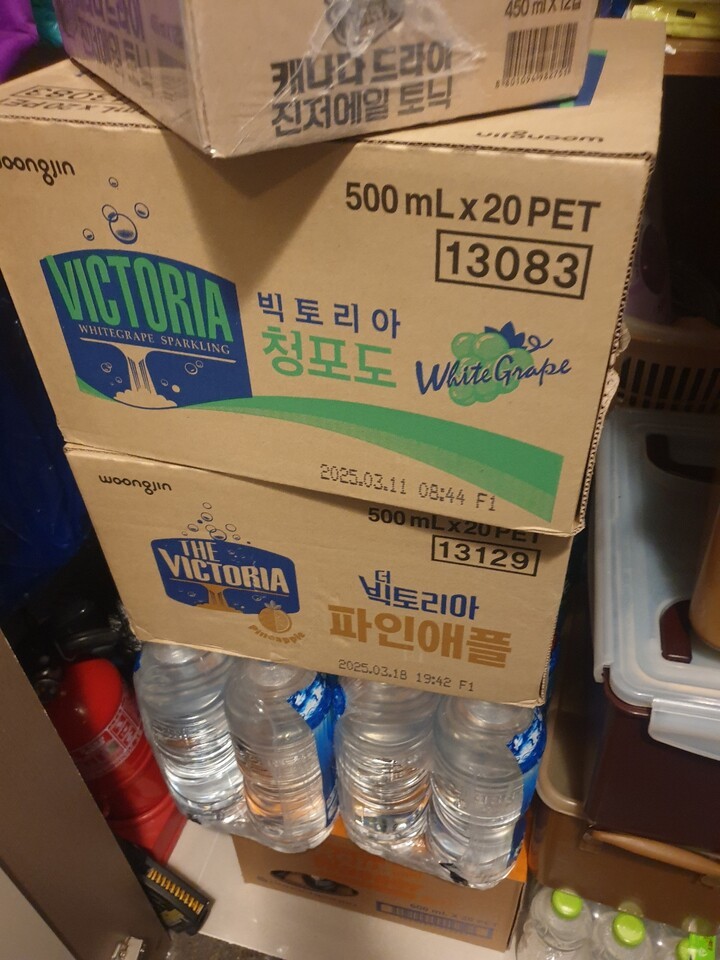 450 ml X 12입
캐나다 드라이
진저에일 토닉
woongjin
woongjin
500 mL x 20 PET
13083
VICTORIA
WHITEGRAPE SPARKLING
빅토리아
청포도
White Grape
2025.03.11 08:44 F1
woongjin
500 mL x 20 PET
13129
THE
VICTORIA
Pineapple
더
빅토리아
파인애플
2025.03.18 19:42 F1